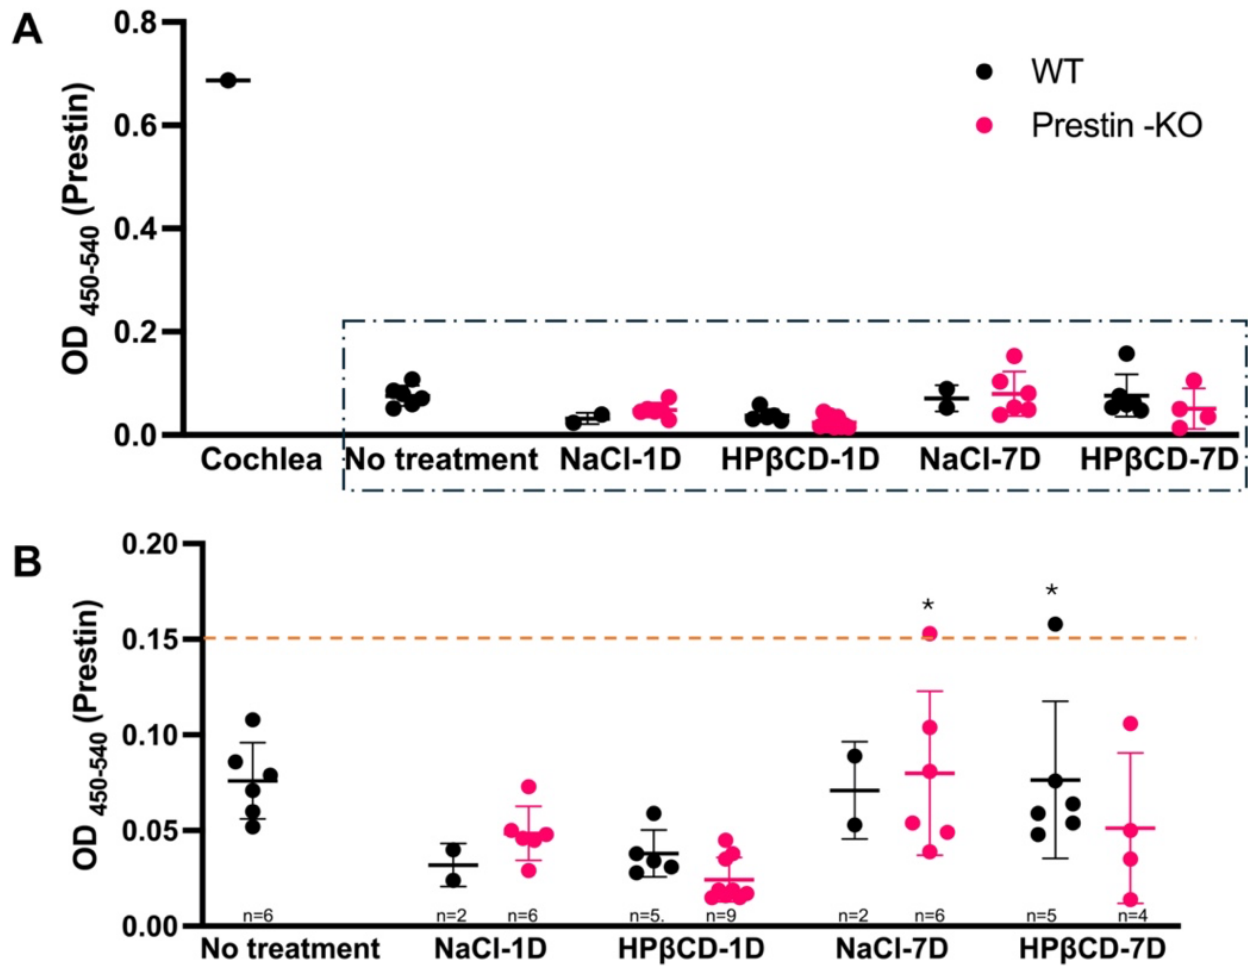 A
0.8
0.6
0.4
0.2
0.0
OD 450-540 (Prestin)
WT
Prestin -KO
Cochlea No treatment NaCl-1D HPβCD-1D NaCl-7D HPβCD-7D
B
0.20
0.15
0.10
0.05
0.00
OD 450-540 (Prestin)
* *
n=6 n=2 n=6 n=5. n=9 n=2 n=6 n=5 n=4
No treatment NaCl-1D HPβCD-1D NaCl-7D HPβCD-7D